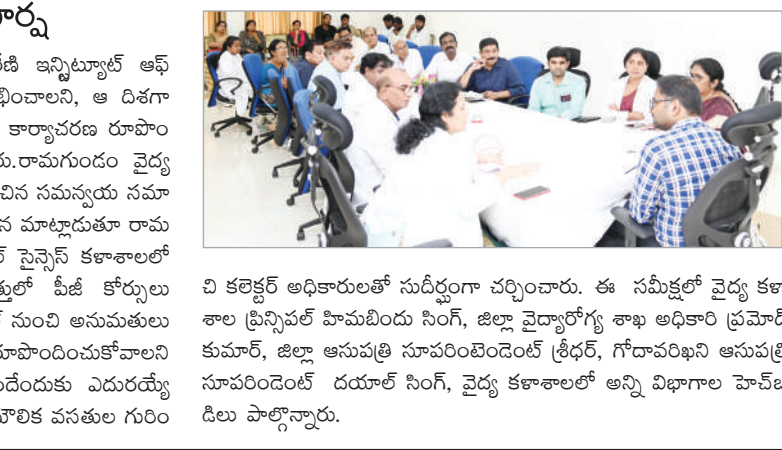 ర్ష
ఇన్స్టిట్యూట్ ఆఫ్
భించాలని, ఆ దిశగా
కార్యాచరణ రూపొం
రు.రామగుండం వైద్య
చిన సమన్వయ సమా
న మాట్లాడుతూ రామ
సైన్సెస్ కళాశాలలో
త్తులో పీజీ కోర్సులు
నుంచి అనుమతులు
రూపొందించుకోవాలని
దేందుకు ఎదురయ్యే
మౌలిక వసతుల గురిం
చి కలెక్టర్ అధికారులతో సుదీర్ఘంగా చర్చించారు. ఈ సమీక్షలో వైద్య కళా
శాల ప్రిన్సిపల్ హిమబిందు సింగ్, జిల్లా వైద్యారోగ్య శాఖ అధికారి ప్రమోద్
కుమార్, జిల్లా ఆసుపత్రి సూపరింటెండెంట్ శ్రీధర్, గోదావరిఖని ఆసుపత్రి
సూపరిండెంట్ దయాల్ సింగ్, వైద్య కళాశాలలో అన్ని విభాగాల హెచ్ఒ
డిలు పాల్గొన్నారు.